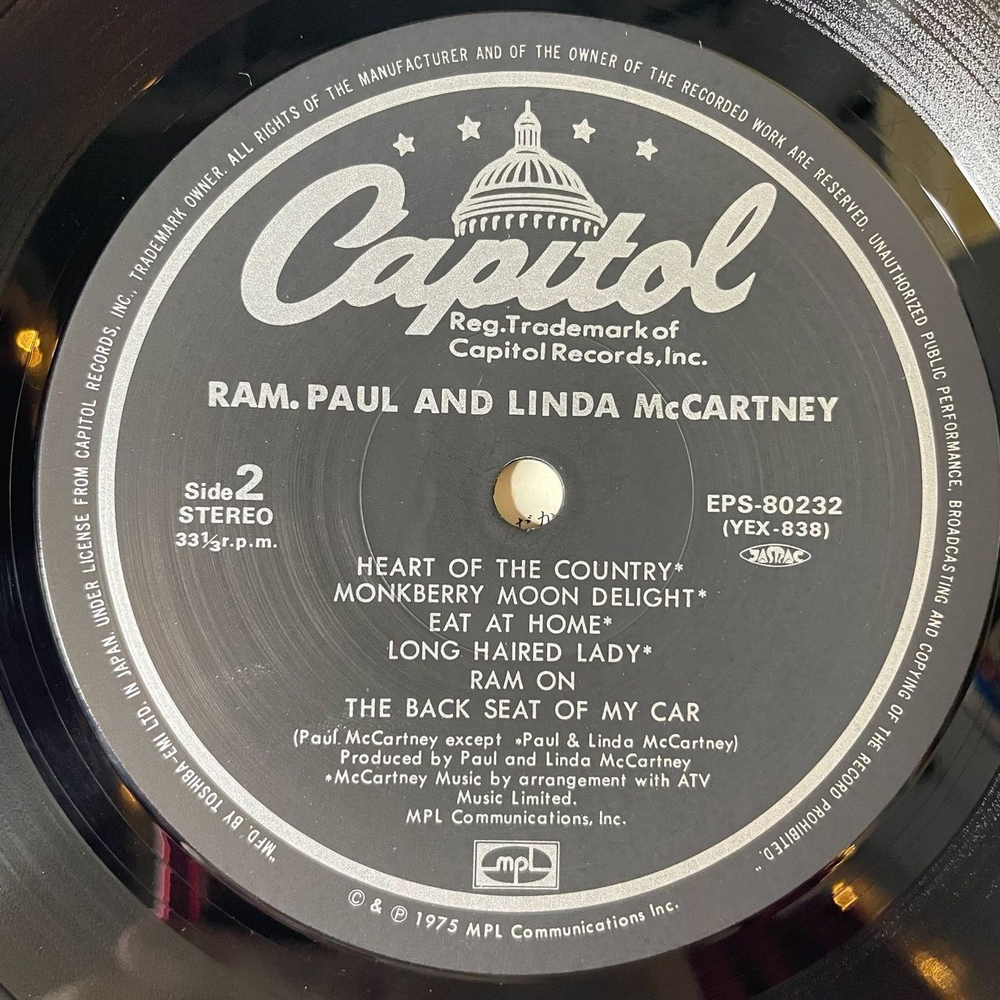 "MFD. BY TOSHIBA-EMI LTD. IN JAPAN. UNDER LICENSE FROM CAPITOL RECORDS, INC., TRADEMARK OWNER. ALL RIGHTS OF THE MANUFACTURER AND OF THE OWNER OF THE RECORDED WORK ARE RESERVED. UNAUTHORIZED PUBLIC PERFORMANCE, BROADCASTING AND COPYING OF THE RECORD PROHIBITED."
Capitol
Reg.Trademark of
Capitol Records, Inc.
RAM. PAUL AND LINDA McCARTNEY
Side 2
STEREO
33⅓ r.p.m.
EPS-80232
(YEX-838)
JASRAC
だか
HEART OF THE COUNTRY*
MONKBERRY MOON DELIGHT*
EAT AT HOME*
LONG HAIRED LADY*
RAM ON
THE BACK SEAT OF MY CAR
(Paul McCartney except *Paul & Linda McCartney)
Produced by Paul and Linda McCartney
*McCartney Music by arrangement with ATV
Music Limited.
MPL Communications, Inc.
mpl
© & ℗ 1975 MPL Communications Inc.